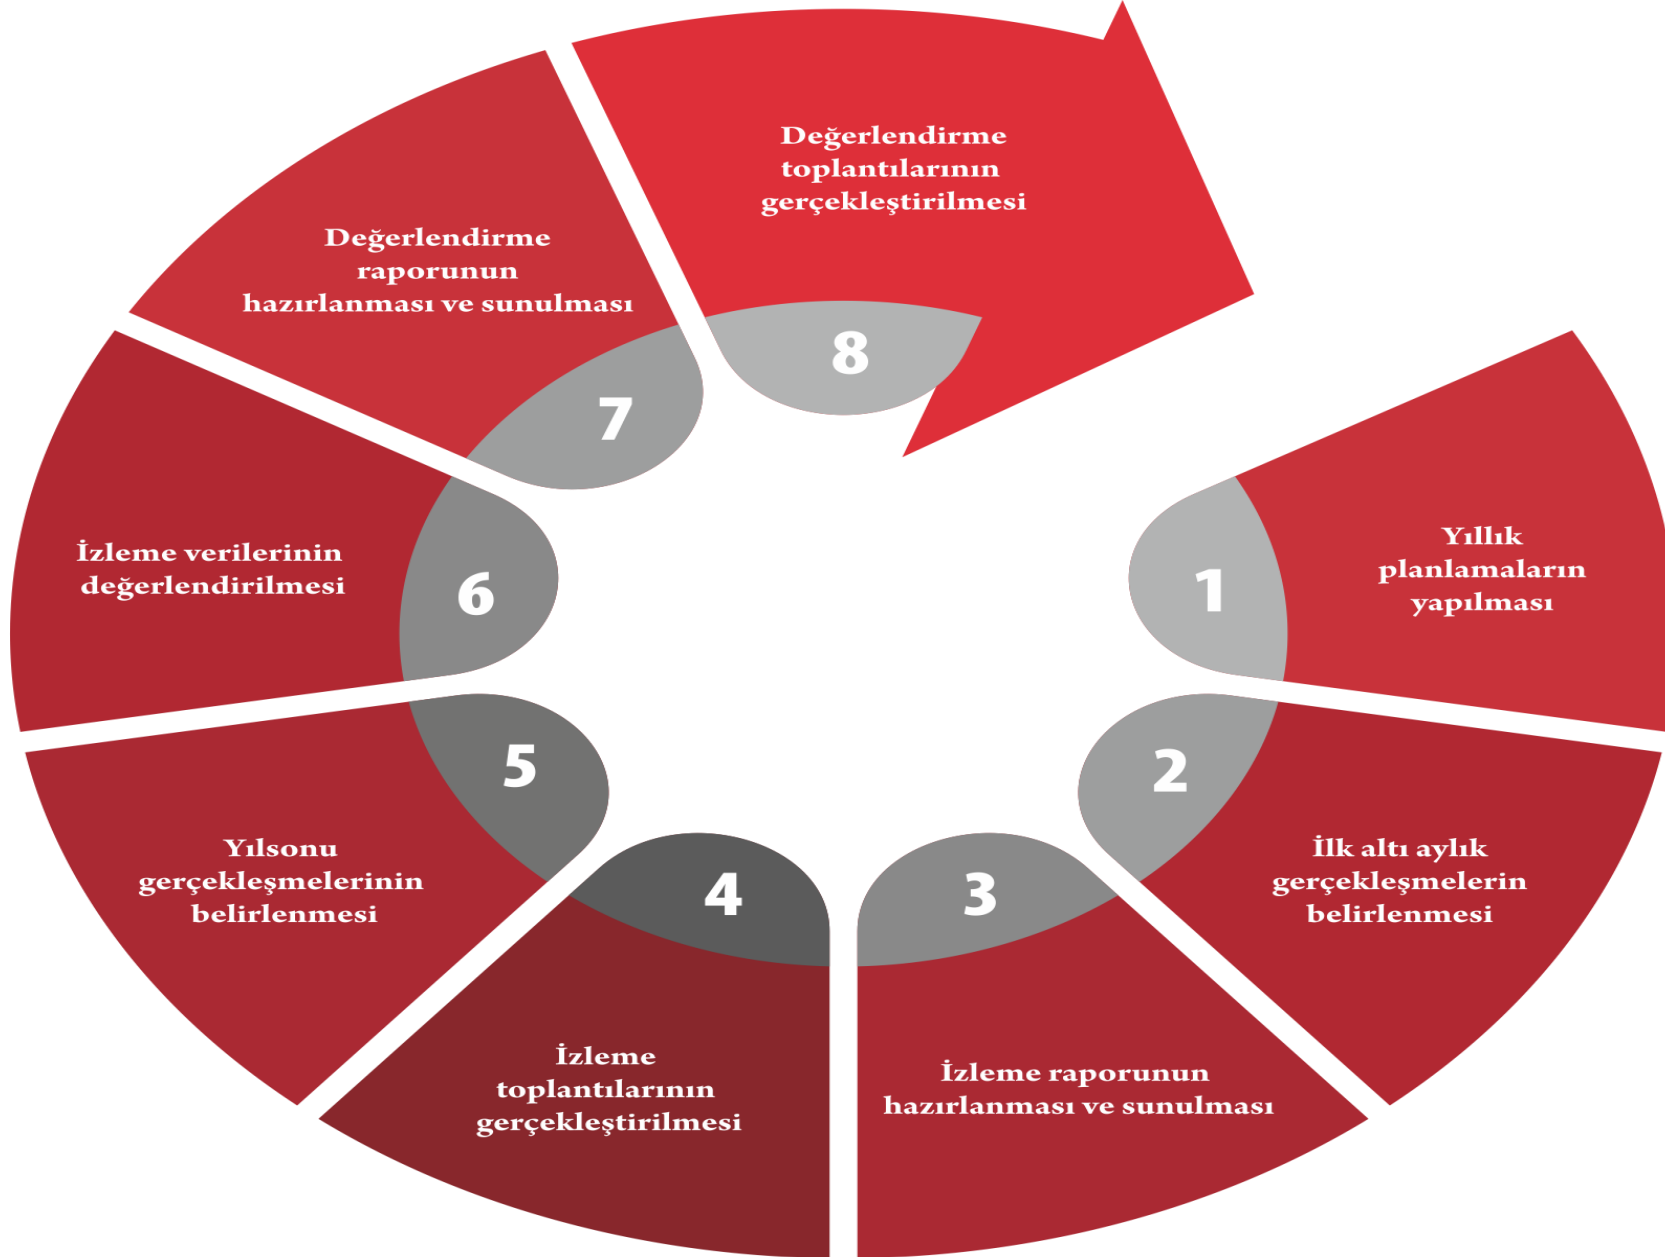 1
Yıllık
planlamaların
yapılması
2
İlk altı aylık
gerçekleşmelerin
belirlenmesi
3
İzleme raporunun
hazırlanması ve sunulması
4
İzleme
toplantılarının
gerçekleştirilmesi
5
Yılsonu
gerçekleşmelerinin
belirlenmesi
6
İzleme verilerinin
değerlendirilmesi
7
Değerlendirme
raporunun
hazırlanması ve sunulması
8
Değerlendirme
toplantılarının
gerçekleştirilmesi